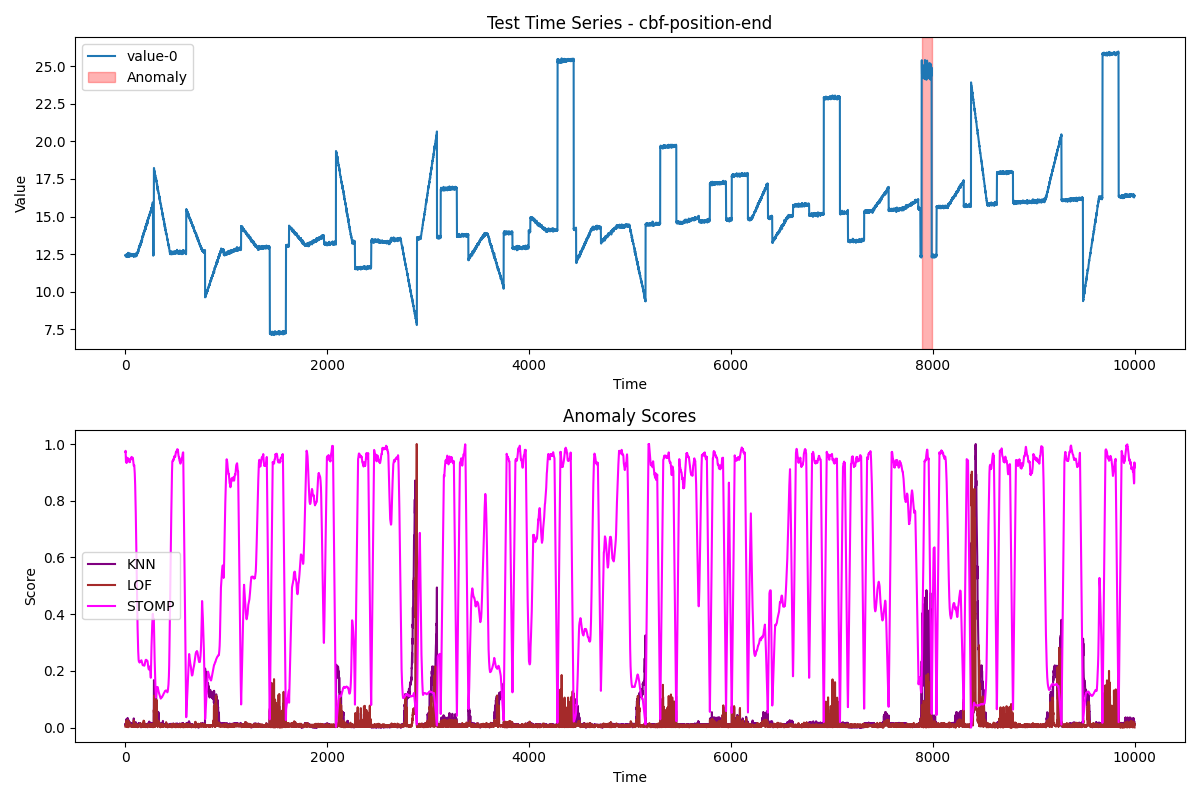 Test Time Series - cbf-position-end
value-0
Anomaly
Value
25.0
22.5
20.0
17.5
15.0
12.5
10.0
7.5
0 2000 4000 6000 8000 10000
Time
Anomaly Scores
Score
1.0
0.8
0.6
0.4
0.2
0.0
KNN
LOF
STOMP
0 2000 4000 6000 8000 10000
Time